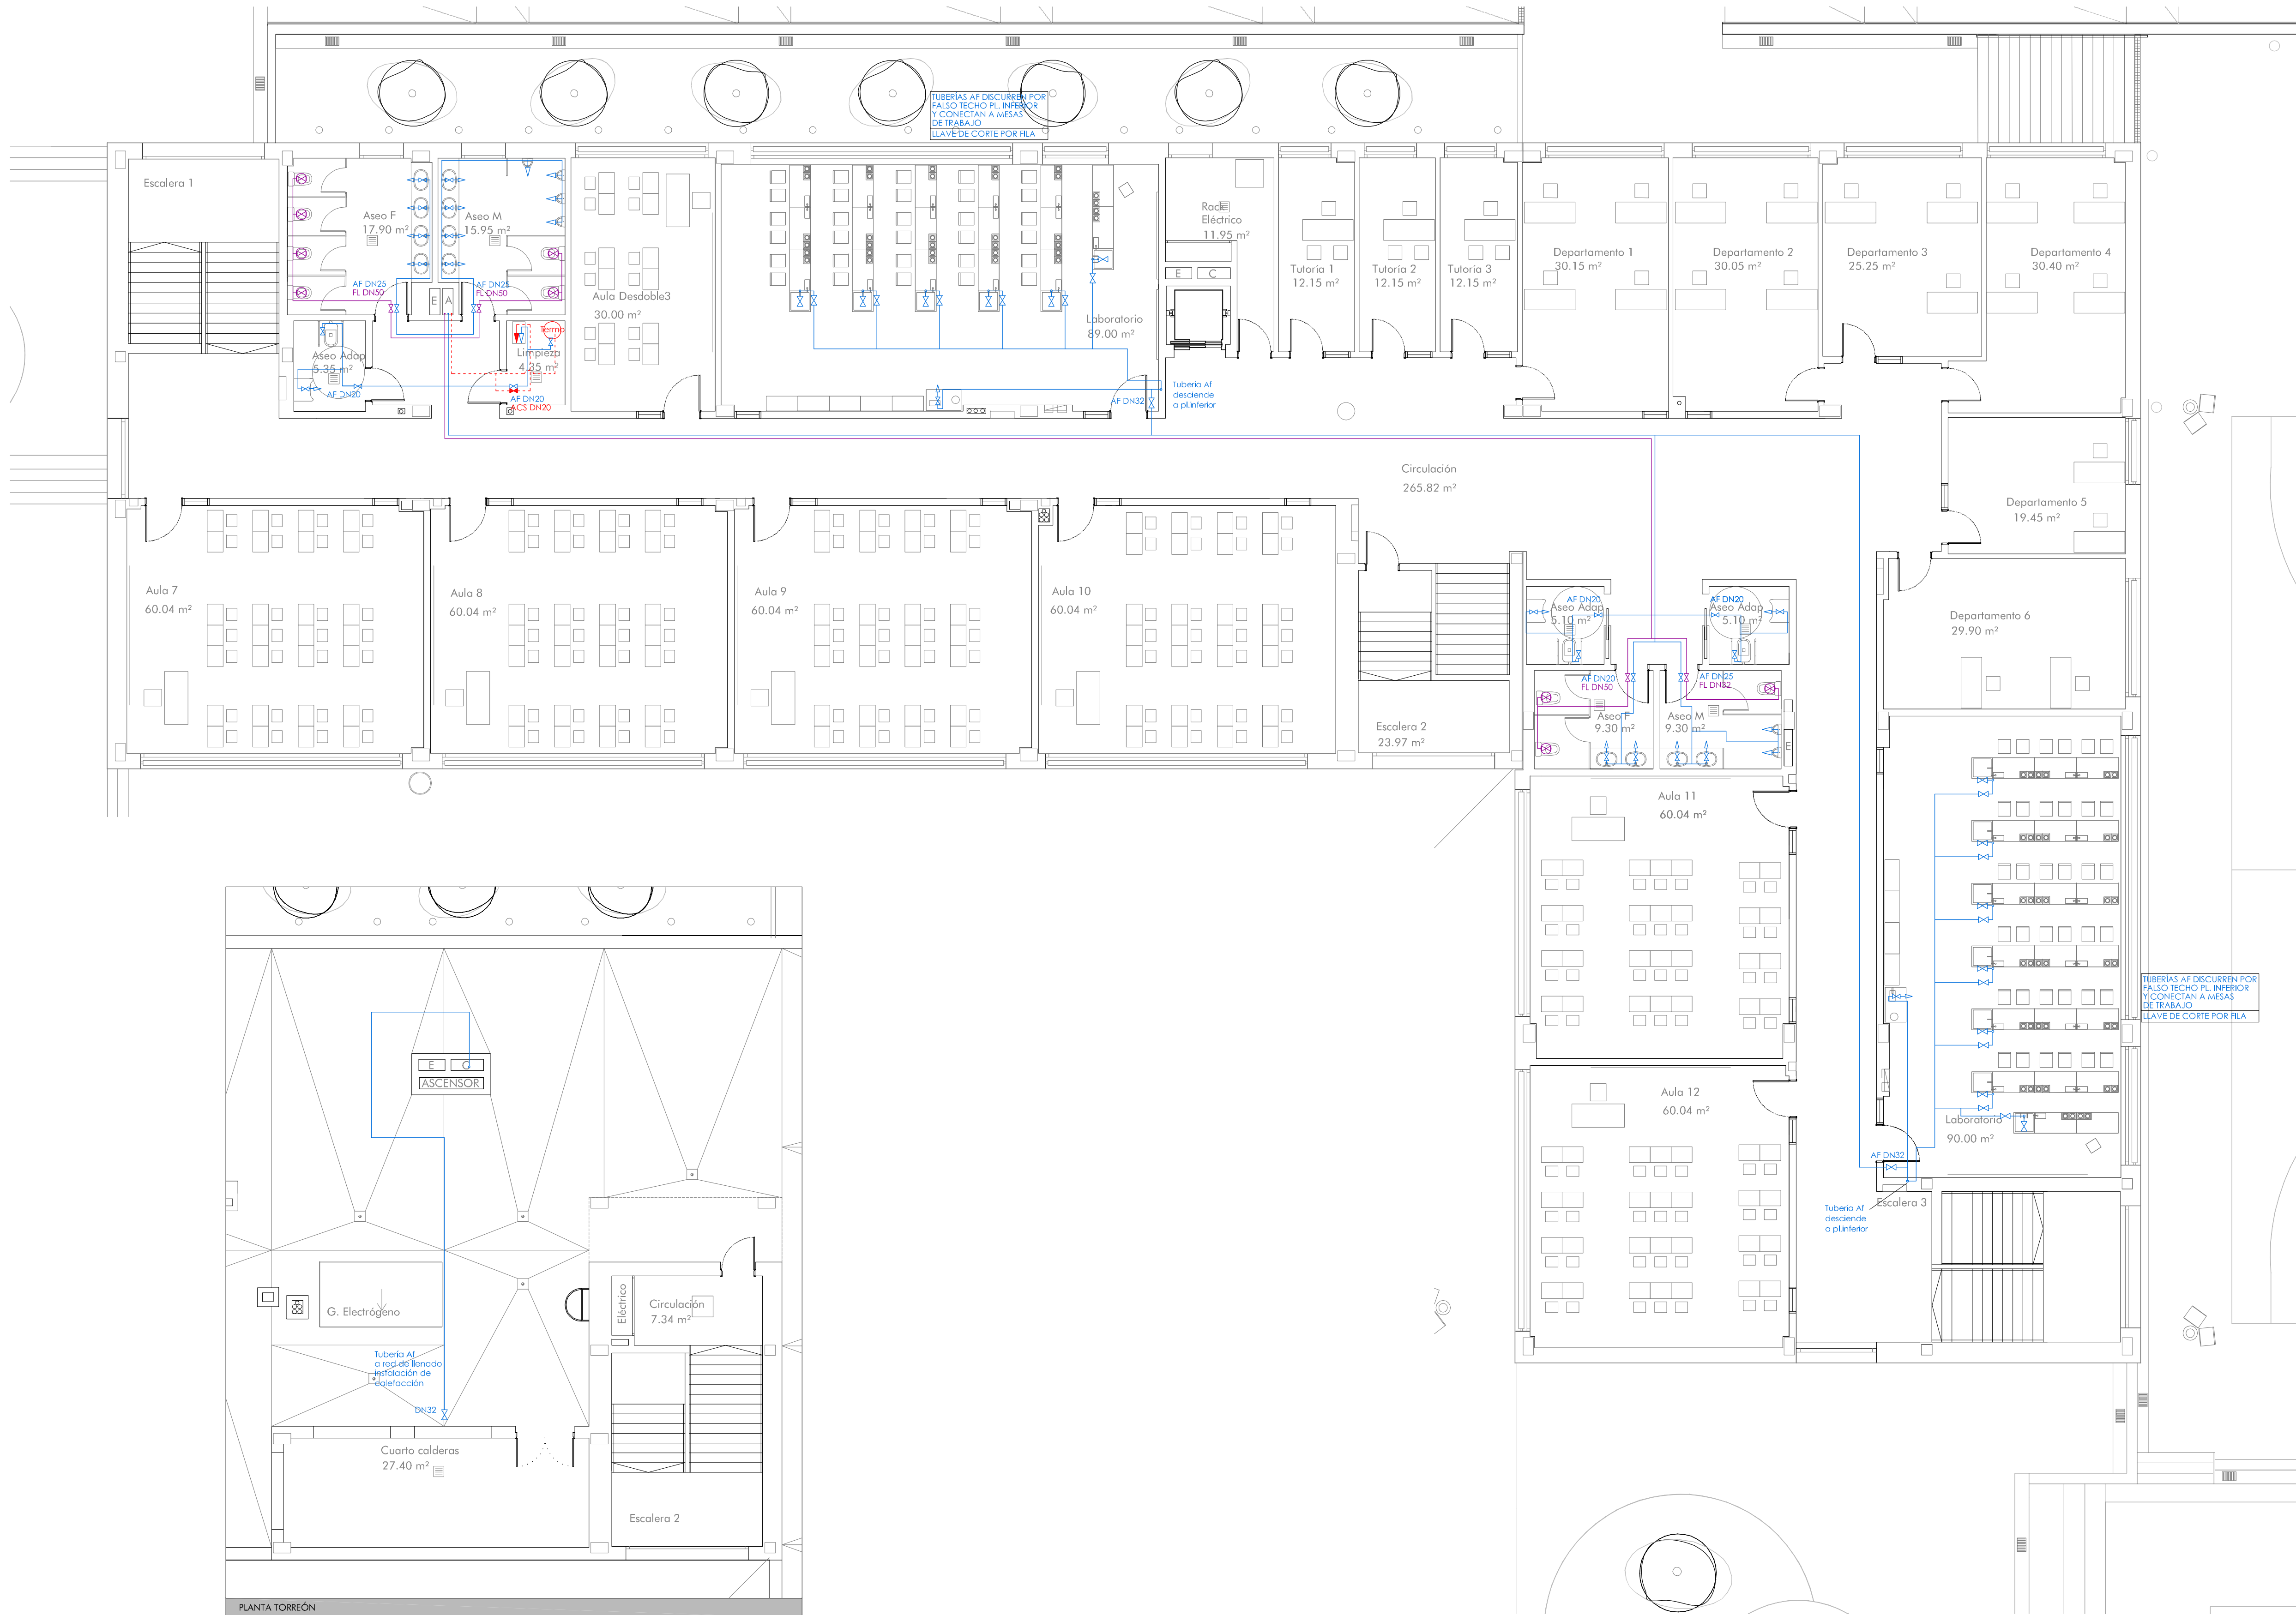 TUBERÍAS AF DISCURREN POR
FALSO TECHO PL. INFERIOR
Y CONECTAN A MESAS
DE TRABAJO
LLAVE DE CORTE POR FILA
Escalera 1
Aseo F
17.90 m²
Aseo M
15.95 m²
AF DN25
FL DN50
AF DN25
FL DN50
E
A
Termo
Aseo Adap
5.35 m²
AF DN20
Limpieza
4.35 m²
AF DN20
ACS DN20
Aula Desdoble3
30.00 m²
Laboratorio
89.00 m²
AF DN32
Tubería Af
desciende
a pl.inferior
Rack
Eléctrico
11.95 m²
E
C
Tutoría 1
12.15 m²
Tutoría 2
12.15 m²
Tutoría 3
12.15 m²
Departamento 1
30.15 m²
Departamento 2
30.05 m²
Departamento 3
25.25 m²
Departamento 4
30.40 m²
Circulación
265.82 m²
Departamento 5
19.45 m²
Aula 7
60.04 m²
Aula 8
60.04 m²
Aula 9
60.04 m²
Aula 10
60.04 m²
Escalera 2
23.97 m²
AF DN20
Aseo Adap
5.10 m²
AF DN20
Aseo Adap
5.10 m²
AF DN20
FL DN50
AF DN25
FL DN32
Aseo F
9.30 m²
Aseo M
9.30 m²
E
Departamento 6
29.90 m²
Aula 11
60.04 m²
TUBERÍAS AF DISCURREN POR
FALSO TECHO PL. INFERIOR
Y CONECTAN A MESAS
DE TRABAJO
LLAVE DE CORTE POR FILA
Aula 12
60.04 m²
Laboratorio
90.00 m²
AF DN32
Escalera 3
Tubería Af
desciende
a pl.inferior
E
C
ASCENSOR
G. Electrógeno
Eléctrico
Circulación
7.34 m²
Tubería Af
a red de llenado
instalación de
calefacción
DN32
Cuarto calderas
27.40 m²
Escalera 2
PLANTA TORREÓN